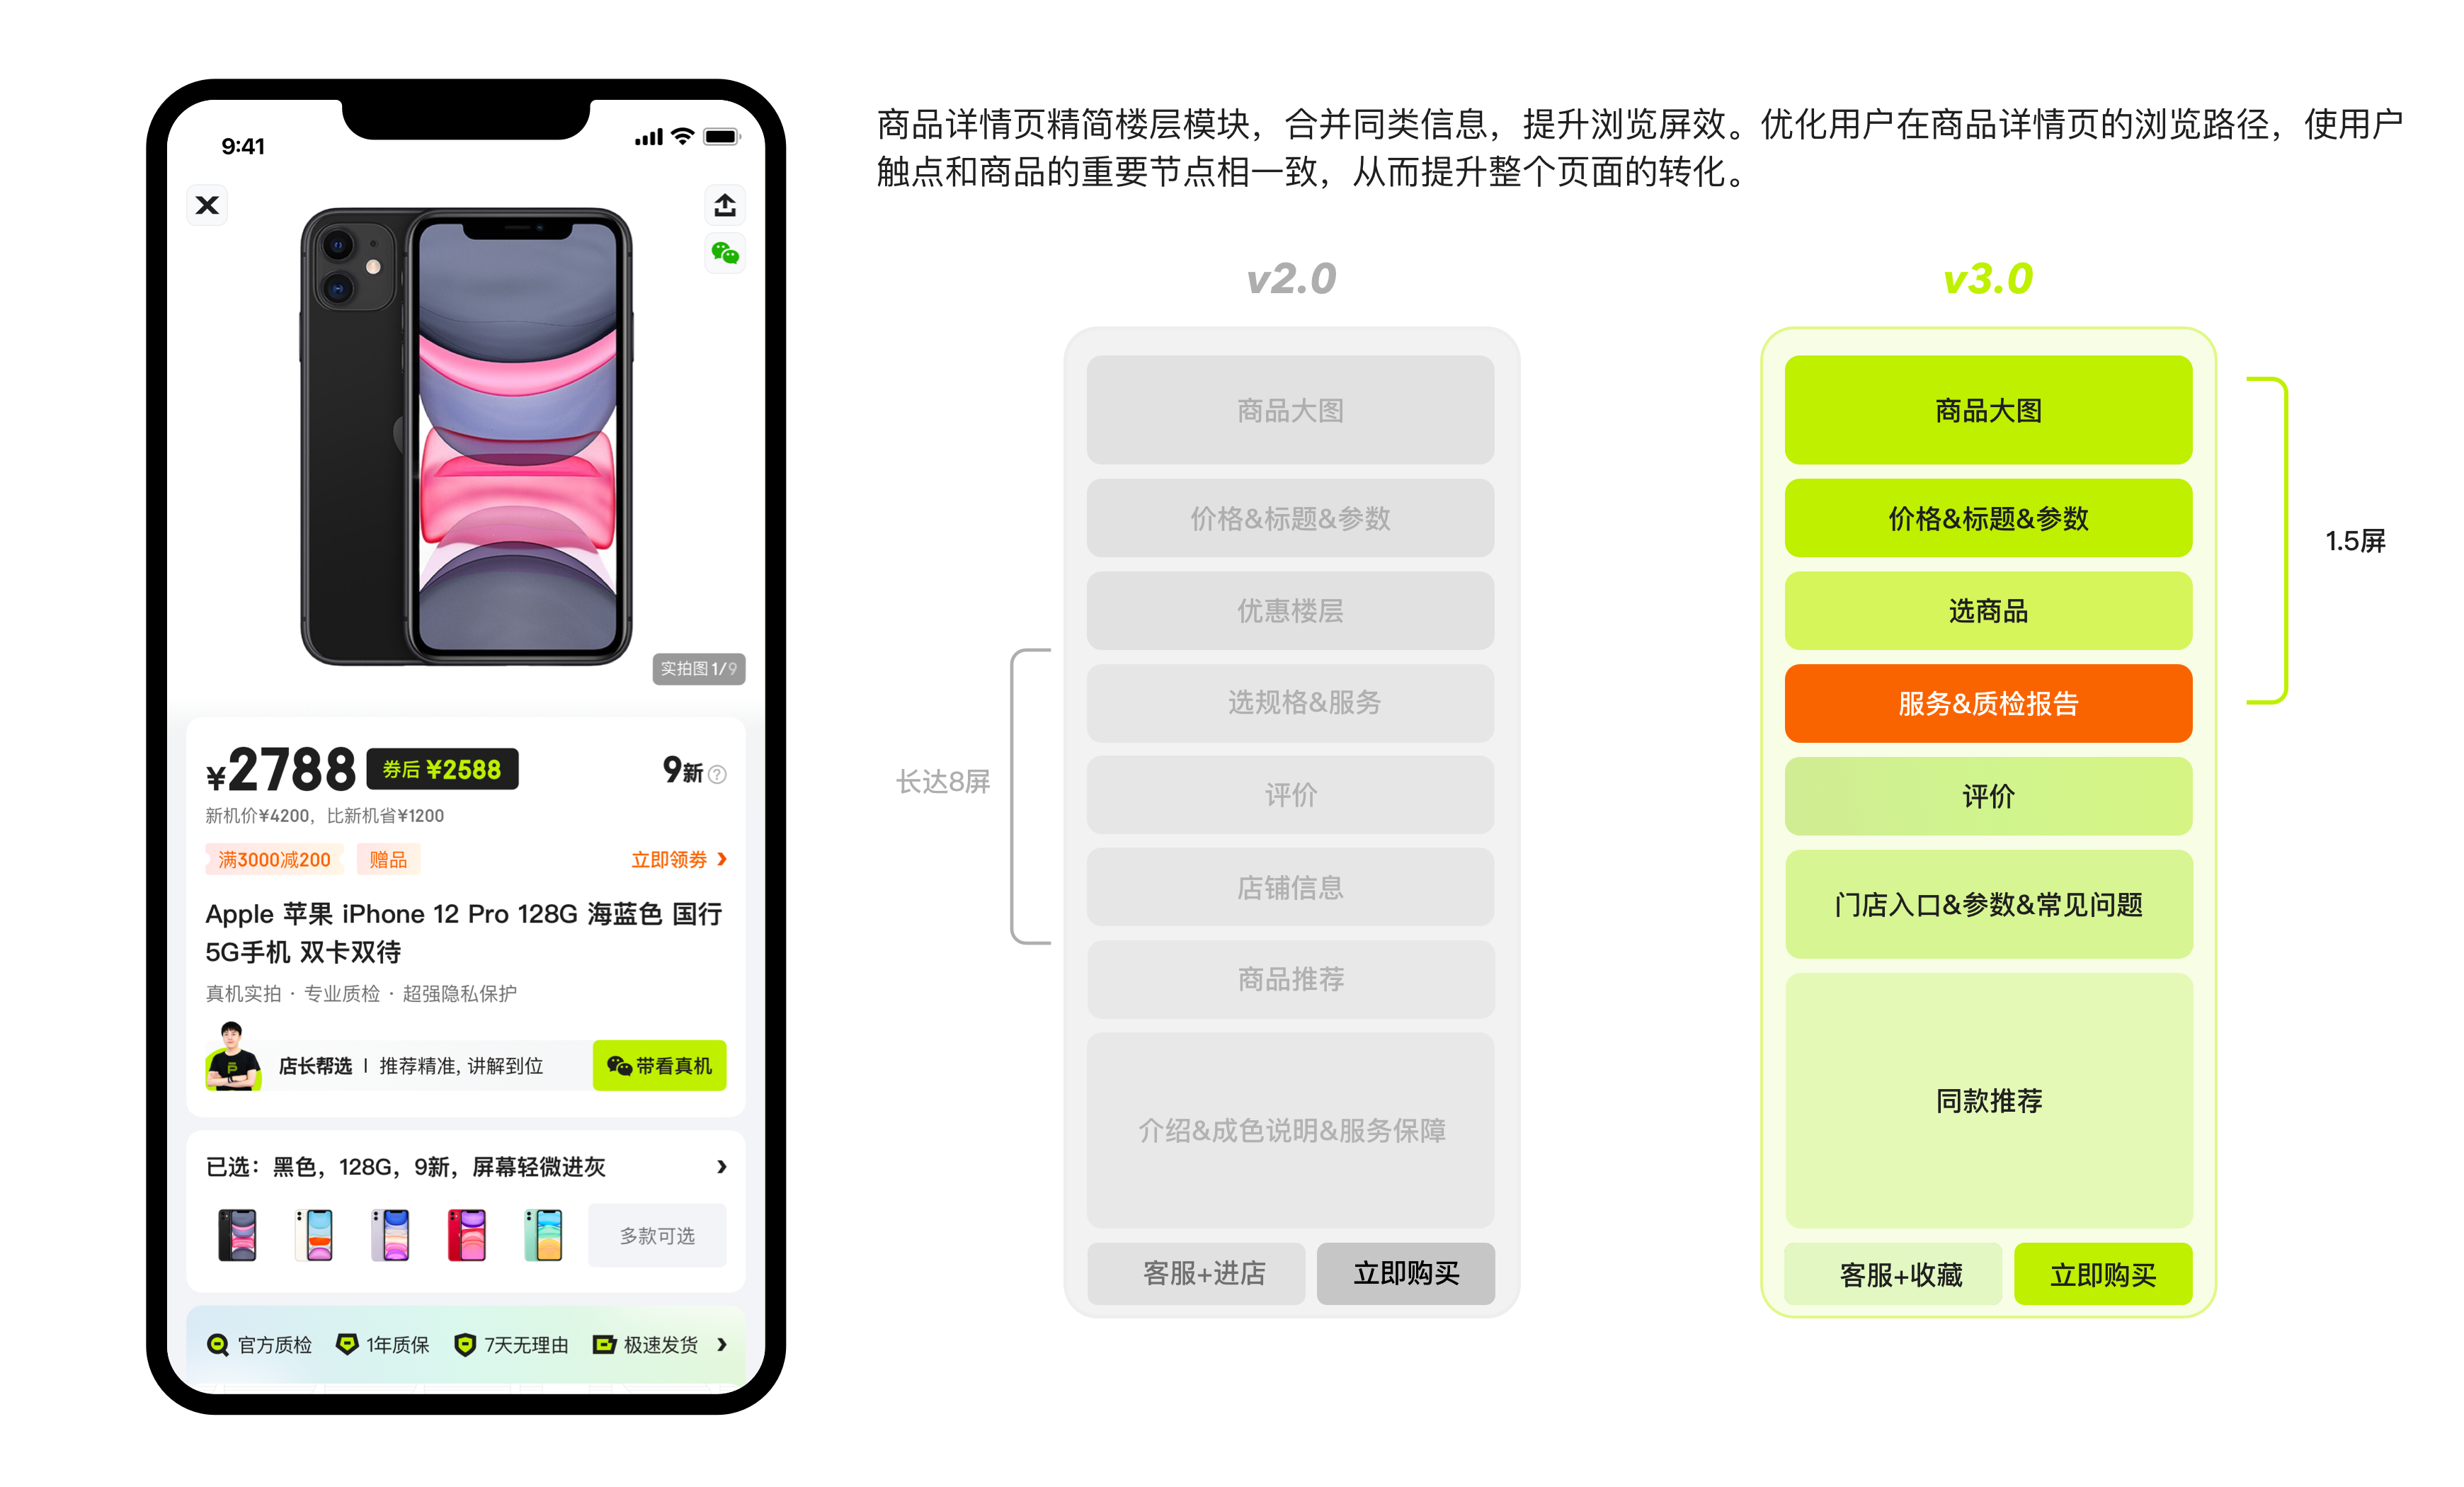 9:41
实拍图 1/9
¥2788 券后 ¥2588 9新
新机价¥4200，比新机省¥1200
满3000减200 赠品 立即领券
Apple 苹果 iPhone 12 Pro 128G 海蓝色 国行
5G手机 双卡双待
真机实拍 · 专业质检 · 超强隐私保护
店长帮选 | 推荐精准, 讲解到位 带看真机
已选：黑色，128G，9新，屏幕轻微进灰
多款可选
官方质检 1年质保 7天无理由 极速发货
商品详情页精简楼层模块，合并同类信息，提升浏览屏效。优化用户在商品详情页的浏览路径，使用户
触点和商品的重要节点相一致，从而提升整个页面的转化。
v2.0
商品大图
价格&标题&参数
优惠楼层
选规格&服务
评价
店铺信息
商品推荐
介绍&成色说明&服务保障
客服+进店 立即购买
长达8屏
v3.0
商品大图
价格&标题&参数
选商品
服务&质检报告
评价
门店入口&参数&常见问题
同款推荐
客服+收藏 立即购买
1.5屏